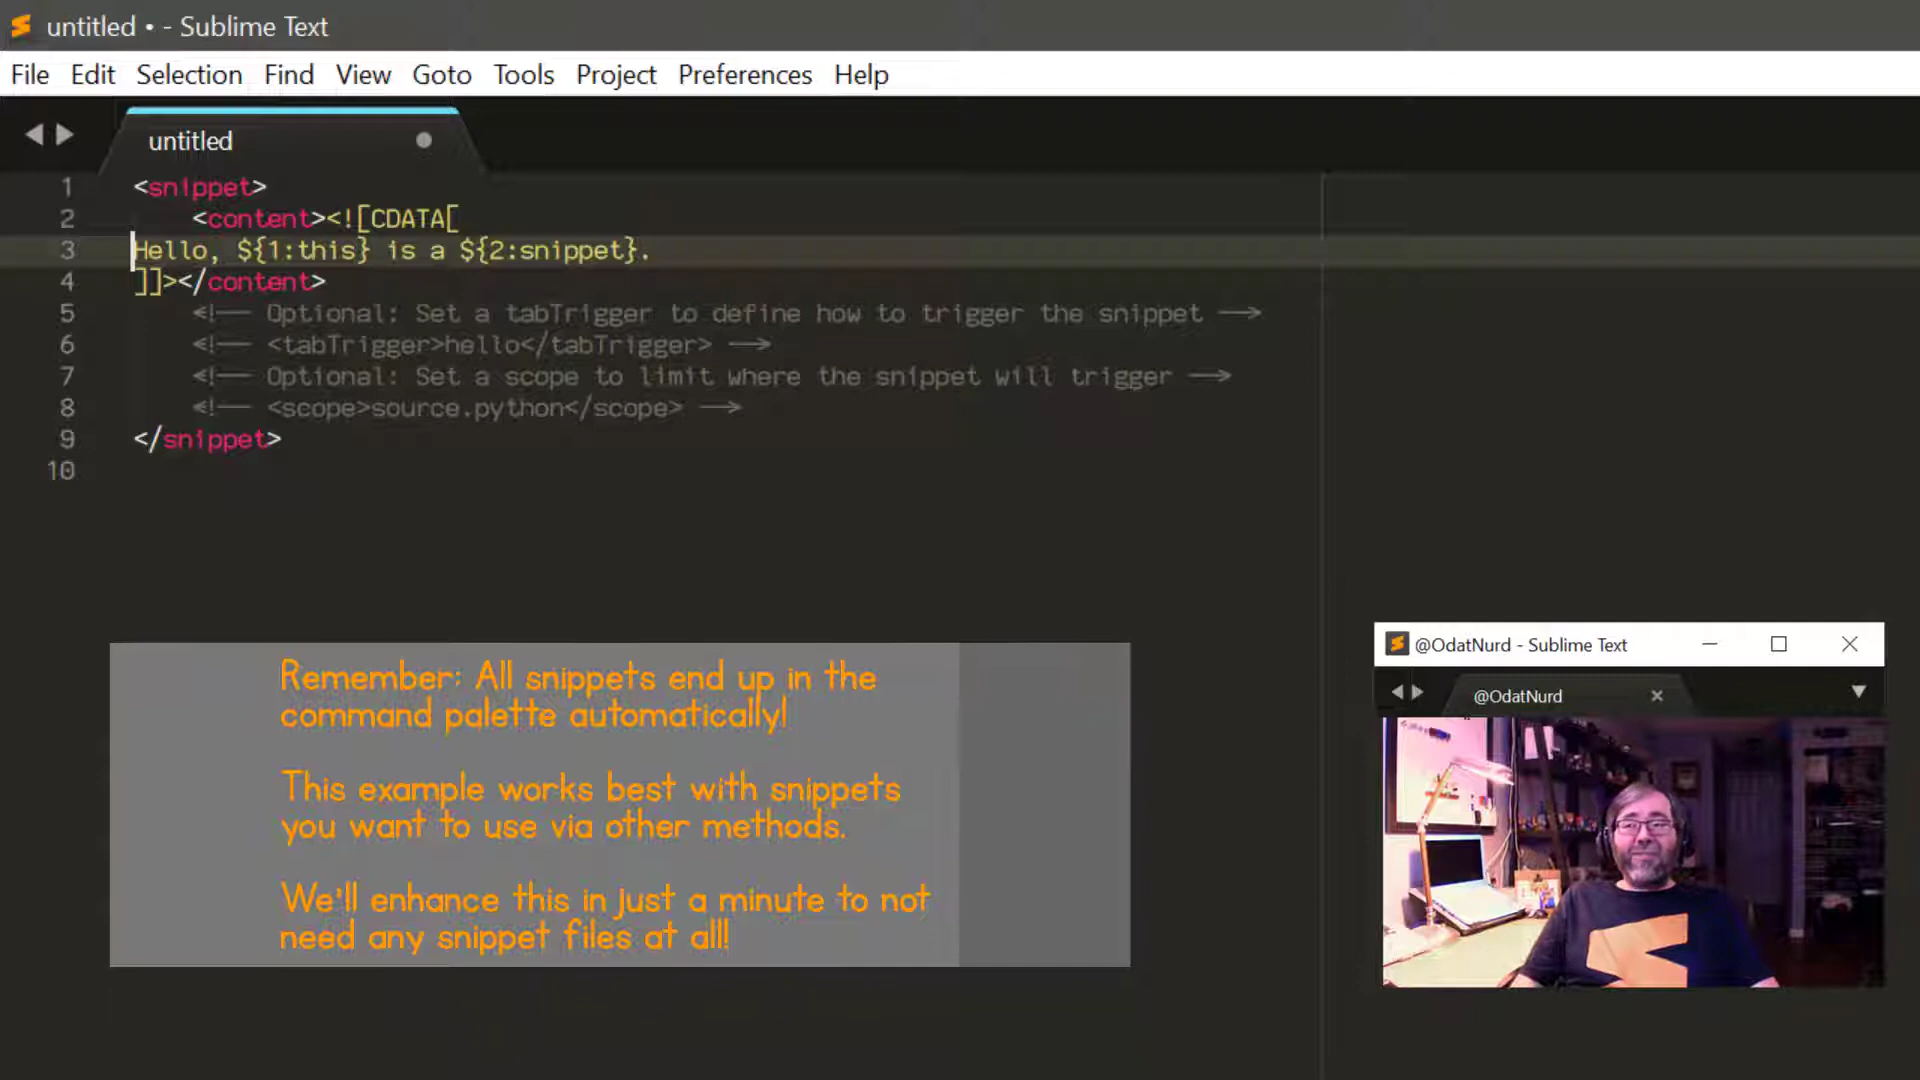 untitled • - Sublime Text
File Edit Selection Find View Goto Tools Project Preferences Help
untitled
1 <snippet>
2 <content><![CDATA[
3 Hello, ${1:this} is a ${2:snippet}.
4 ]]></content>
5 <!-- Optional: Set a tabTrigger to define how to trigger the snippet -->
6 <!-- <tabTrigger>hello</tabTrigger> -->
7 <!-- Optional: Set a scope to limit where the snippet will trigger -->
8 <!-- <scope>source.python</scope> -->
9 </snippet>
10
Remember: All snippets end up in the
command palette automatically!
This example works best with snippets
you want to use via other methods.
We'll enhance this in just a minute to not
need any snippet files at all!
@OdatNurd - Sublime Text
@OdatNurd